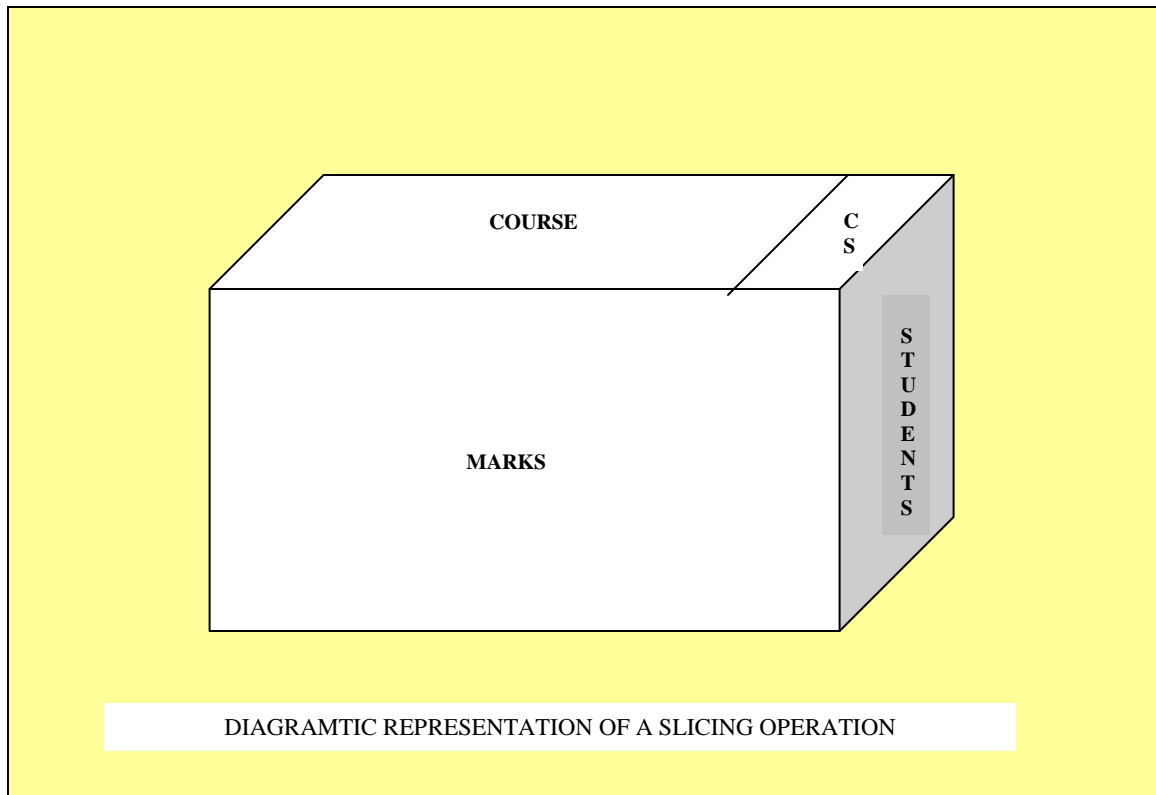 COURSE
C
S
S
T
U
D
E
N
T
S
MARKS
DIAGRAMTIC REPRESENTATION OF A SLICING OPERATION